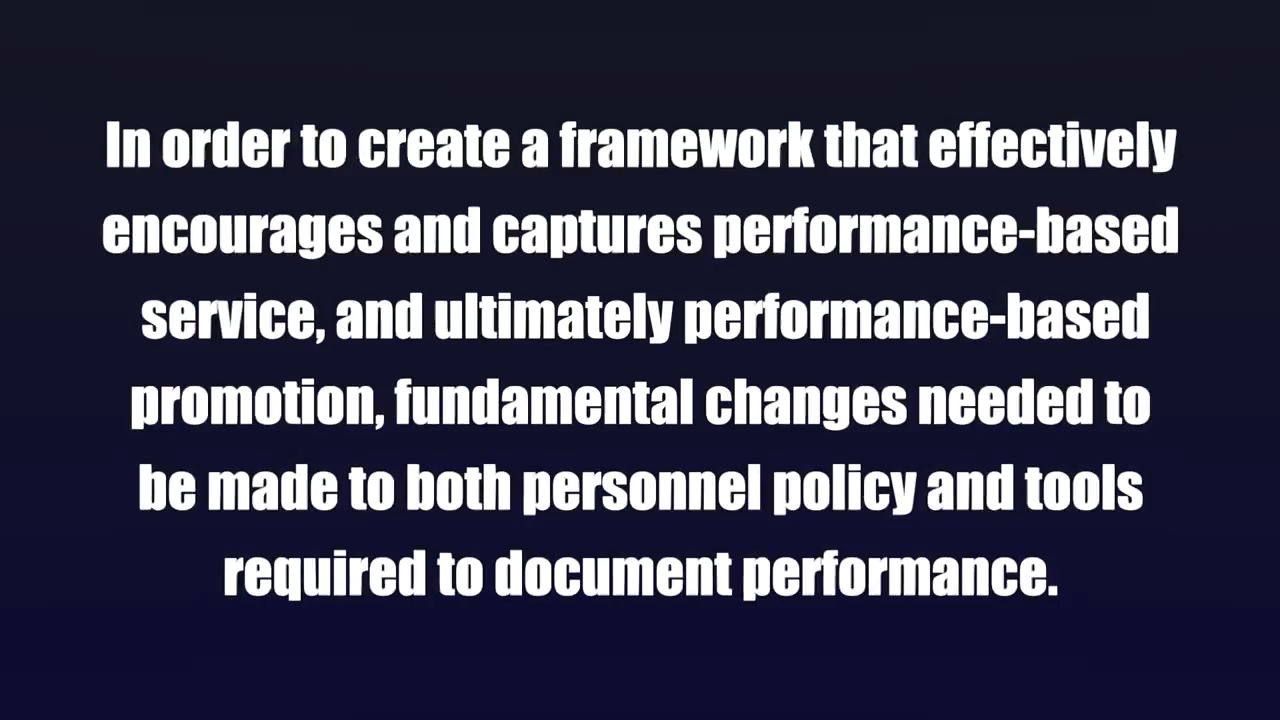 In order to create a framework that effectively
encourages and captures performance-based
service, and ultimately performance-based
promotion, fundamental changes needed to
be made to both personnel policy and tools
required to document performance.